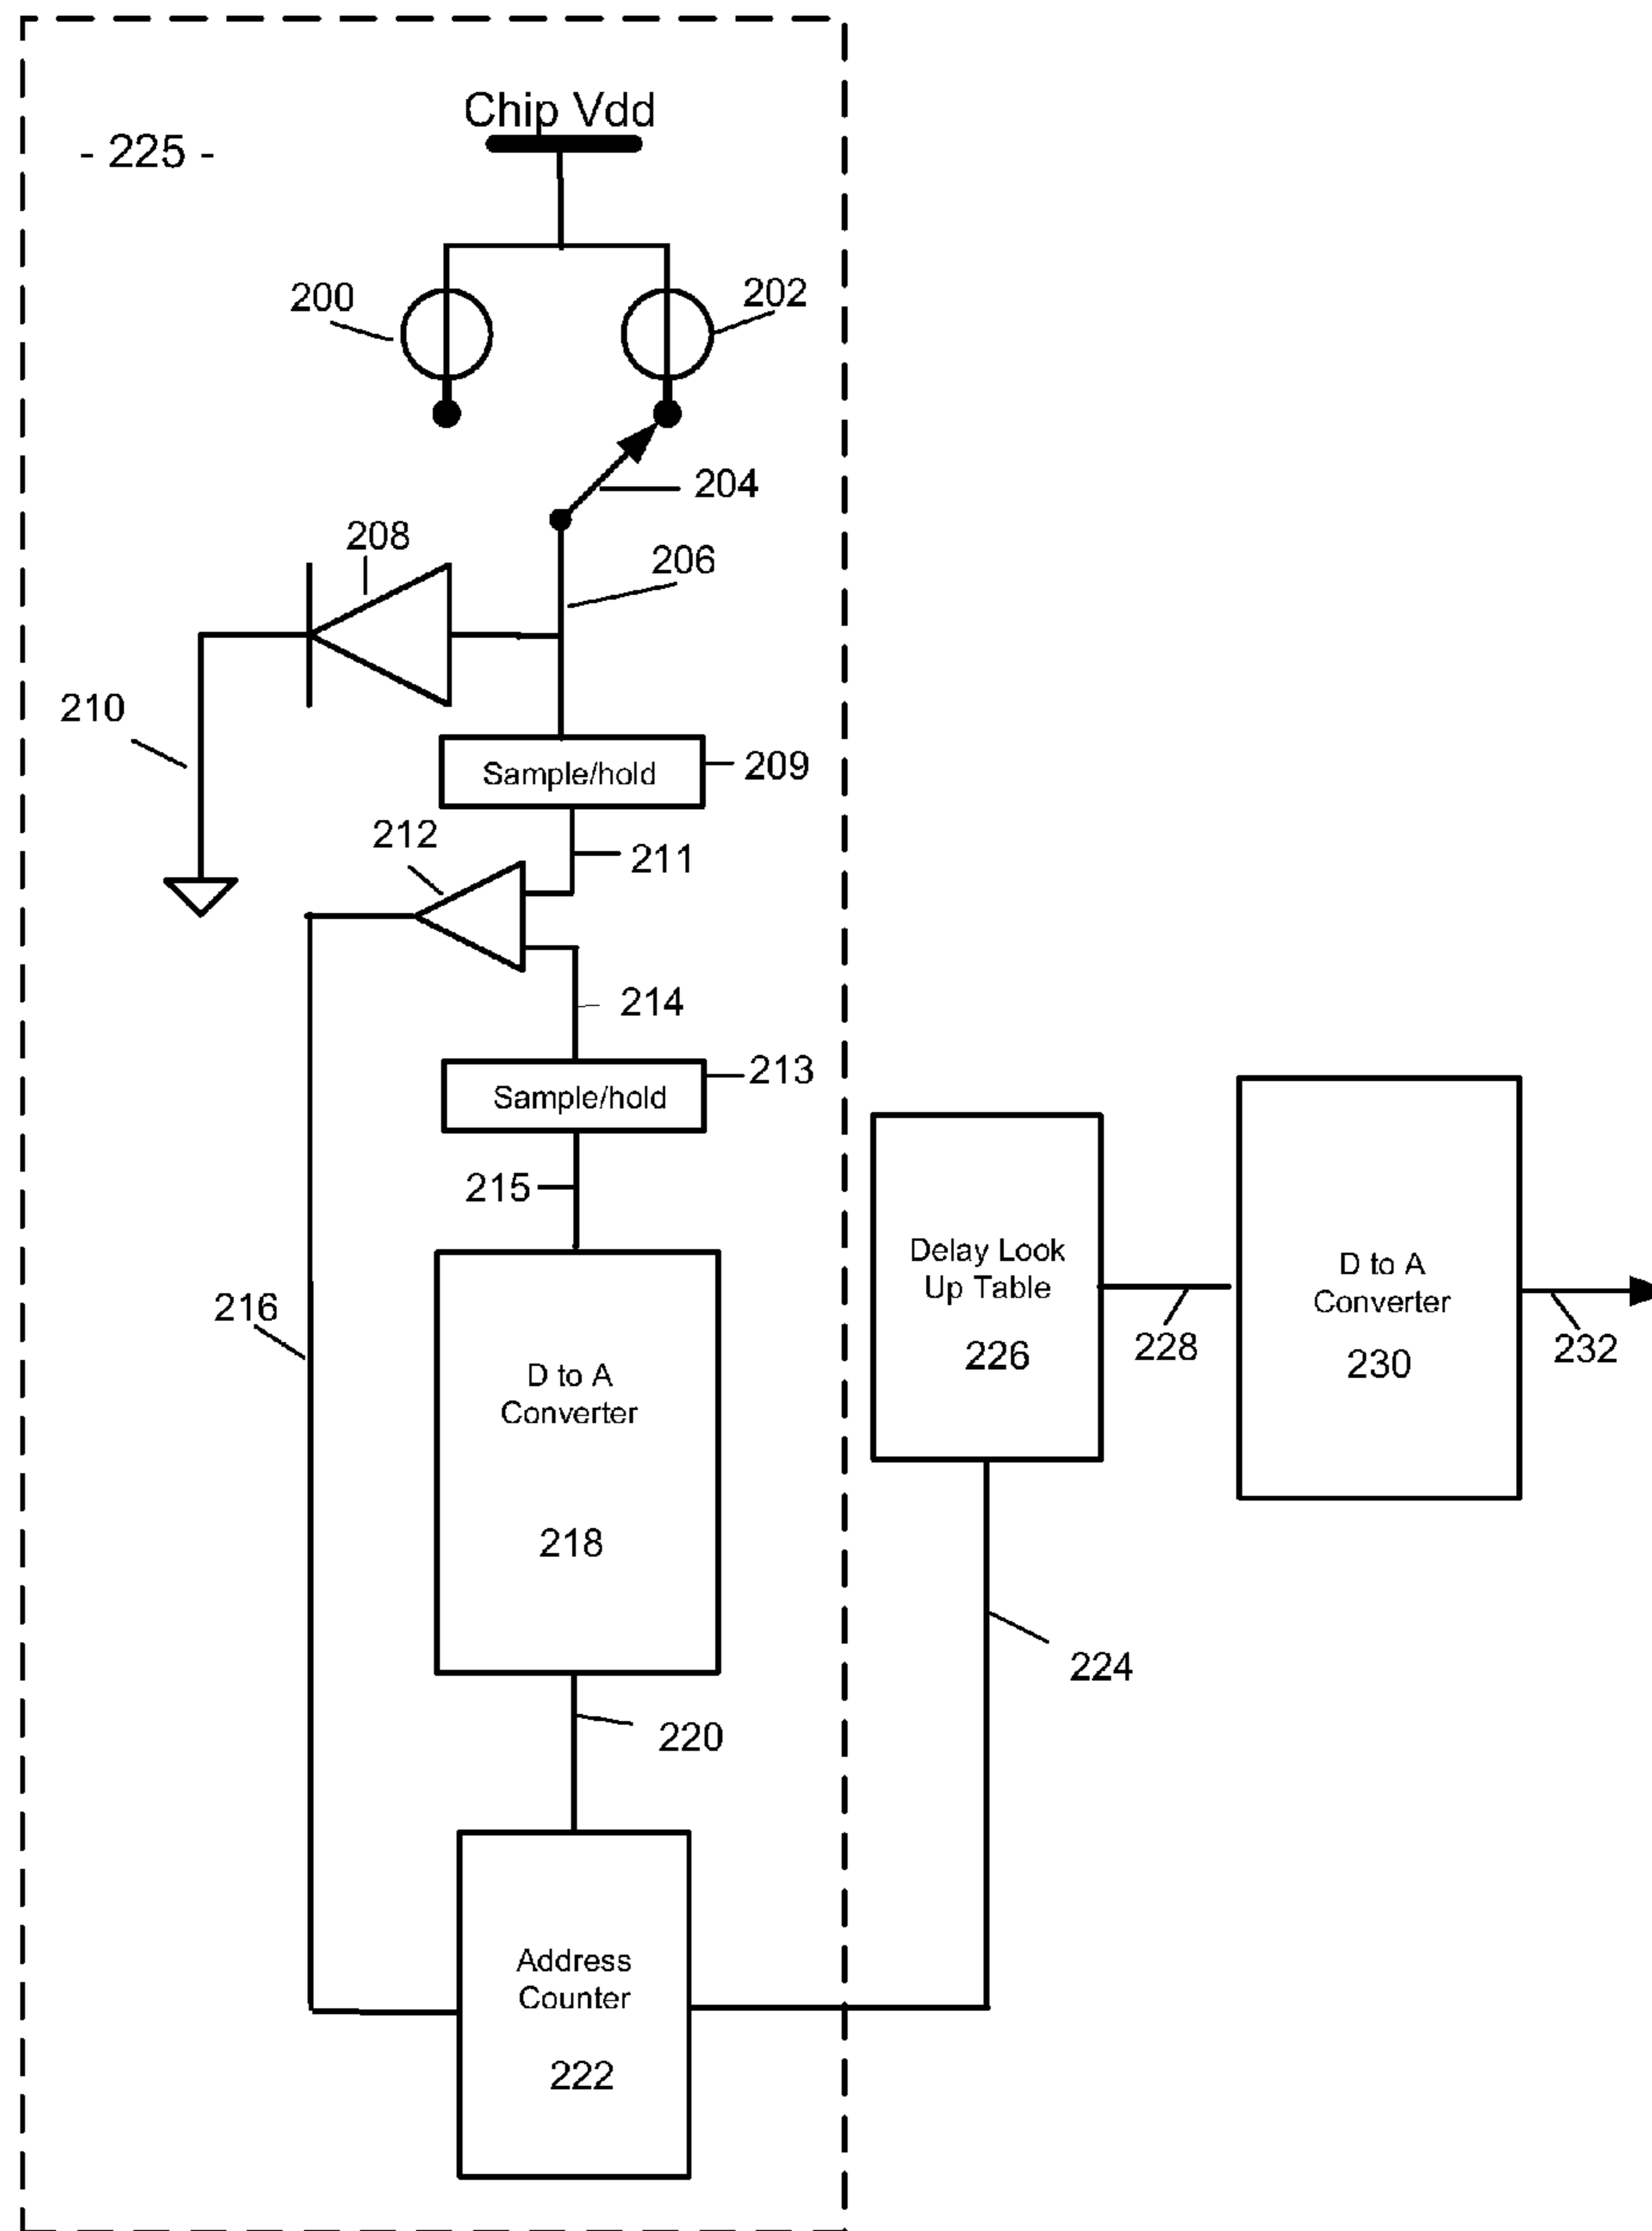 Chip Vdd
- 225 -
200
202
204
208
206
210
Sample/hold
209
212
211
214
Sample/hold
213
215
216
D to A
Converter
218
220
Address
Counter
222
Delay Look
Up Table
226
228
D to A
Converter
230
232
224